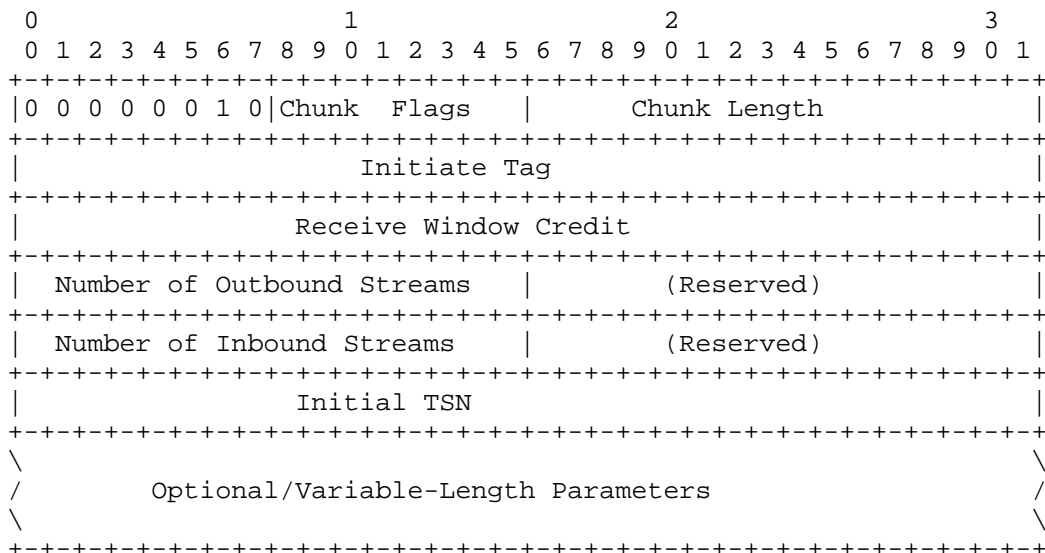 0                   1                   2                   3
 0 1 2 3 4 5 6 7 8 9 0 1 2 3 4 5 6 7 8 9 0 1 2 3 4 5 6 7 8 9 0 1
+-+-+-+-+-+-+-+-+-+-+-+-+-+-+-+-+-+-+-+-+-+-+-+-+-+-+-+-+-+-+-+-+
|0 0 0 0 0 0 1 0|Chunk  Flags   |      Chunk Length             |
+-+-+-+-+-+-+-+-+-+-+-+-+-+-+-+-+-+-+-+-+-+-+-+-+-+-+-+-+-+-+-+-+
|                     Initiate Tag                              |
+-+-+-+-+-+-+-+-+-+-+-+-+-+-+-+-+-+-+-+-+-+-+-+-+-+-+-+-+-+-+-+-+
|                 Receive Window Credit                         |
+-+-+-+-+-+-+-+-+-+-+-+-+-+-+-+-+-+-+-+-+-+-+-+-+-+-+-+-+-+-+-+-+
|  Number of Outbound Streams   |        (Reserved)             |
+-+-+-+-+-+-+-+-+-+-+-+-+-+-+-+-+-+-+-+-+-+-+-+-+-+-+-+-+-+-+-+-+
|  Number of Inbound Streams    |        (Reserved)             |
+-+-+-+-+-+-+-+-+-+-+-+-+-+-+-+-+-+-+-+-+-+-+-+-+-+-+-+-+-+-+-+-+
|                 Initial TSN                                   |
+-+-+-+-+-+-+-+-+-+-+-+-+-+-+-+-+-+-+-+-+-+-+-+-+-+-+-+-+-+-+-+-+
\                                                               \
/        Optional/Variable-Length Parameters                    /
\                                                               \
+-+-+-+-+-+-+-+-+-+-+-+-+-+-+-+-+-+-+-+-+-+-+-+-+-+-+-+-+-+-+-+-+